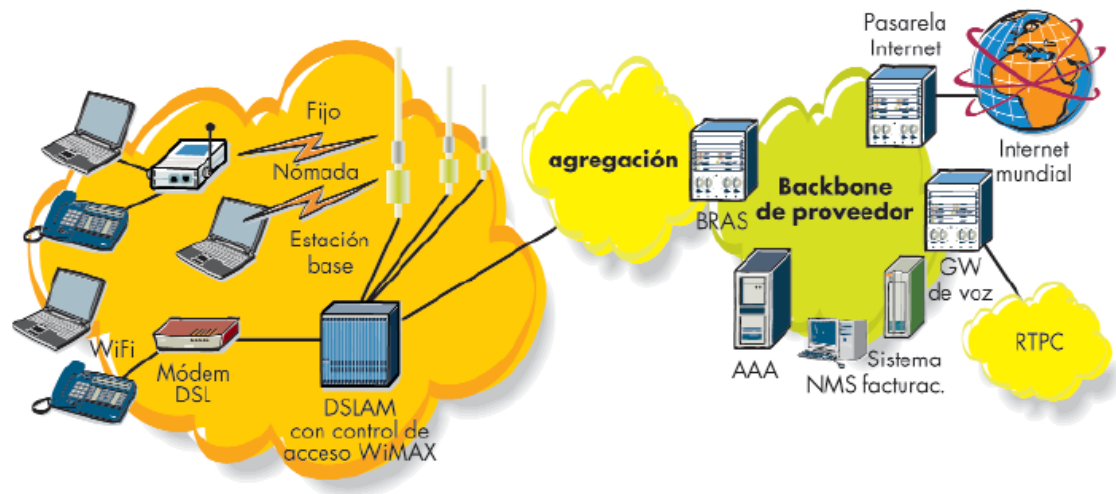 Fijo
Nómada
Estación
base
WiFi
Módem
DSL
DSLAM
con control de
acceso WiMAX
agregación
BRAS
Backbone
de proveedor
Pasarela
Internet
Internet
mundial
GW
de voz
AAA
NMS
Sistema
facturac.
RTPC